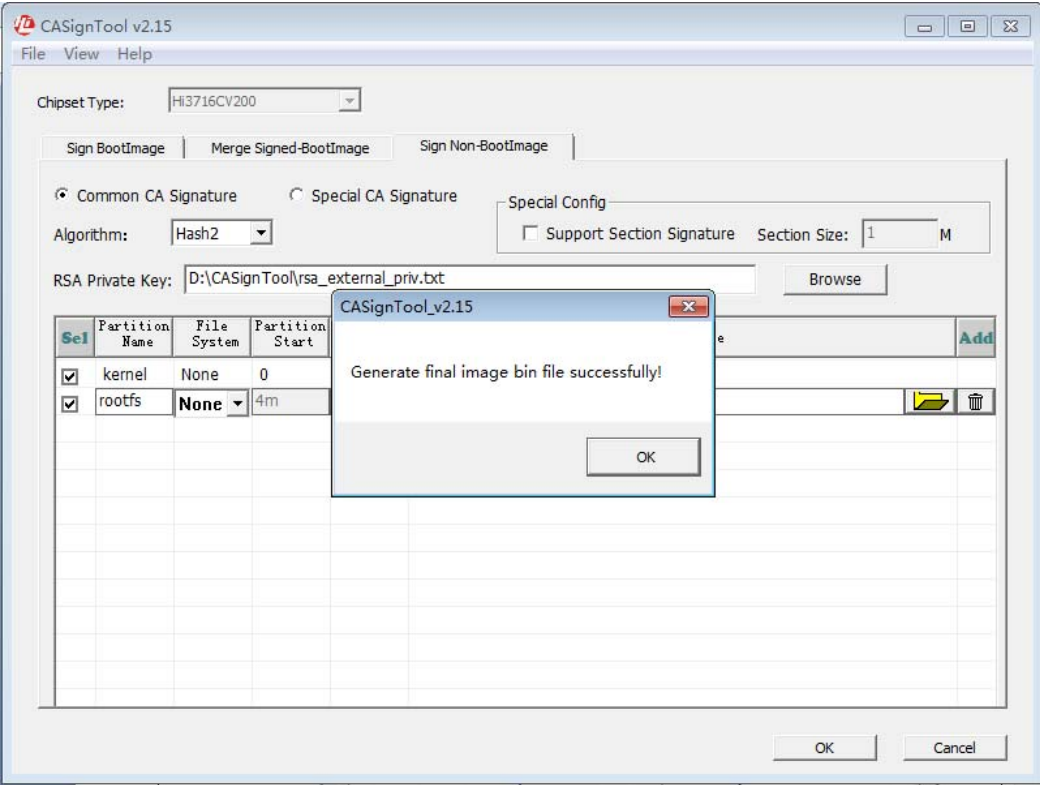 CASignTool v2.15
File View Help
Chipset Type: Hi3716CV200
Sign BootImage Merge Signed-BootImage Sign Non-BootImage
Common CA Signature Special CA Signature
Special Config
Algorithm: Hash2
Support Section Signature Section Size: 1 M
RSA Private Key: D:\CASignTool\rsa_external_priv.txt Browse
CASignTool_v2.15
Sel Partition Name File System Partition Start Add
kernel None 0
rootfs None 4m
Generate final image bin file successfully!
OK
OK Cancel